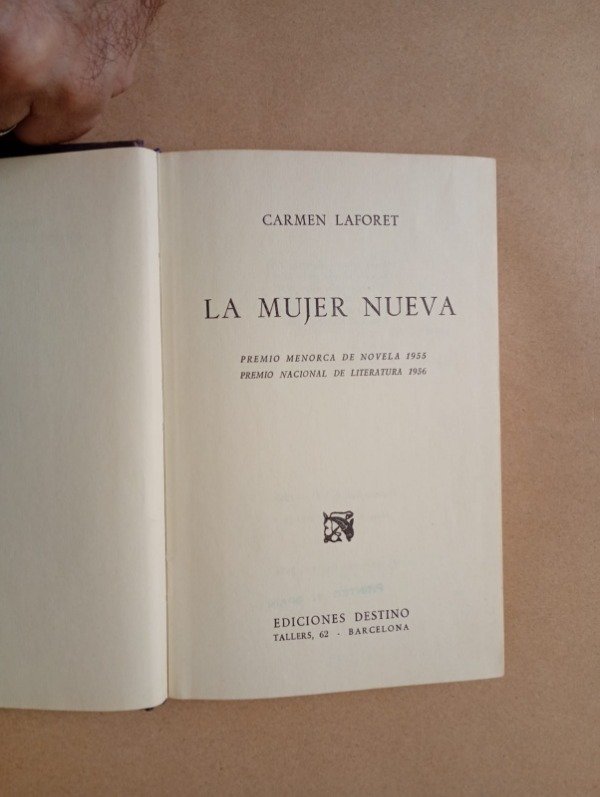 CARMEN LAFORET
LA MUJER NUEVA
PREMIO MENORCA DE NOVELA 1955
PREMIO NACIONAL DE LITERATURA 1956
EDICIONES DESTINO
TALLERS, 62 - BARCELONA